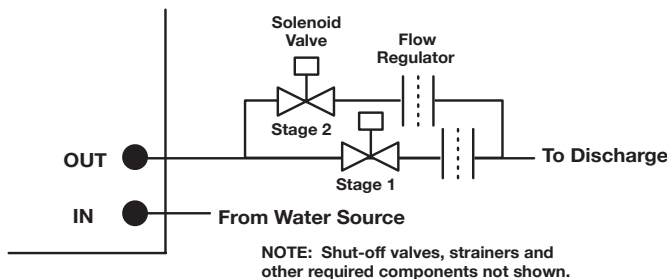 Solenoid
Valve
Flow
Regulator
Stage 2
OUT
To Discharge
Stage 1
IN
From Water Source
NOTE: Shut-off valves, strainers and
other required components not shown.